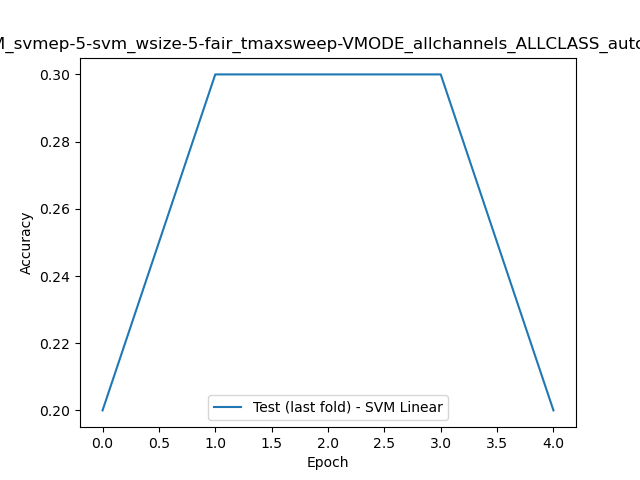 M_svmep-5-svm_wsize-5-fair_tmaxsweep-VMODE_allchannels_ALLCLASS_auto
0.30
0.28
0.26
0.24
0.22
0.20
Accuracy
Test (last fold) - SVM Linear
0.0 0.5 1.0 1.5 2.0 2.5 3.0 3.5 4.0
Epoch